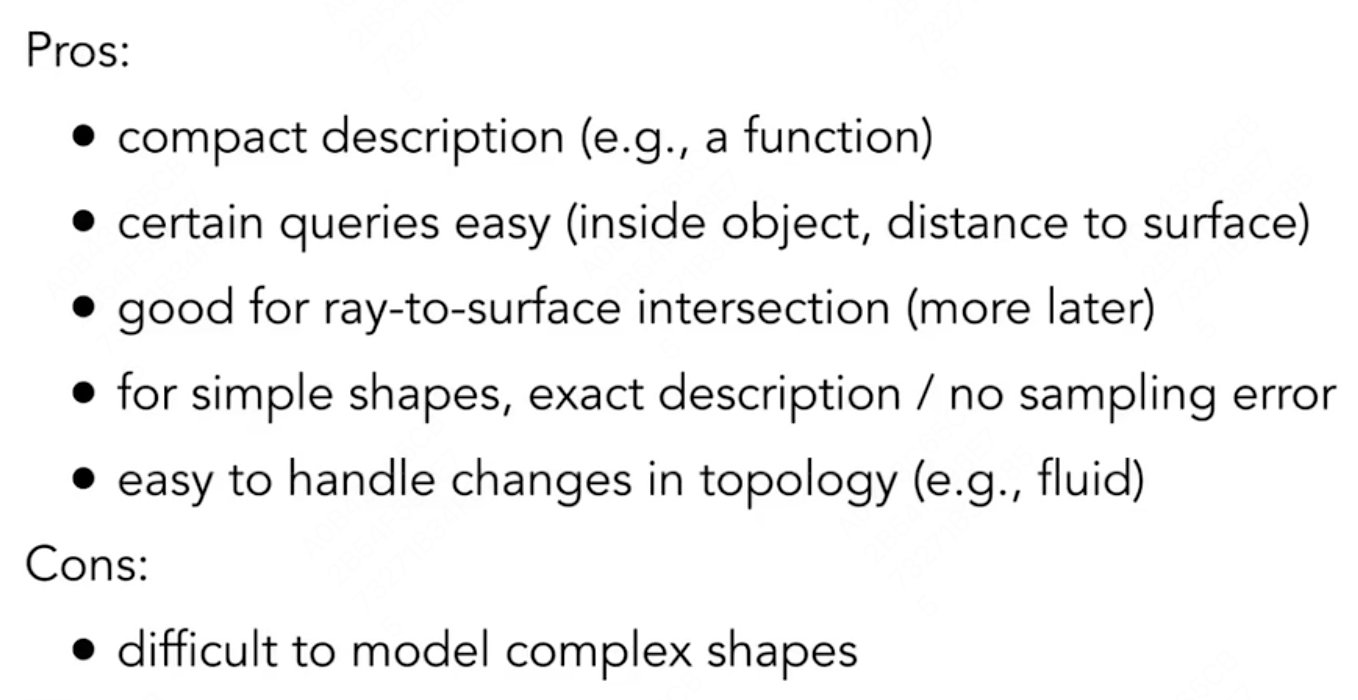 Pros:
• compact description (e.g., a function)
• certain queries easy (inside object, distance to surface)
• good for ray-to-surface intersection (more later)
• for simple shapes, exact description / no sampling error
• easy to handle changes in topology (e.g., fluid)
Cons:
• difficult to model complex shapes